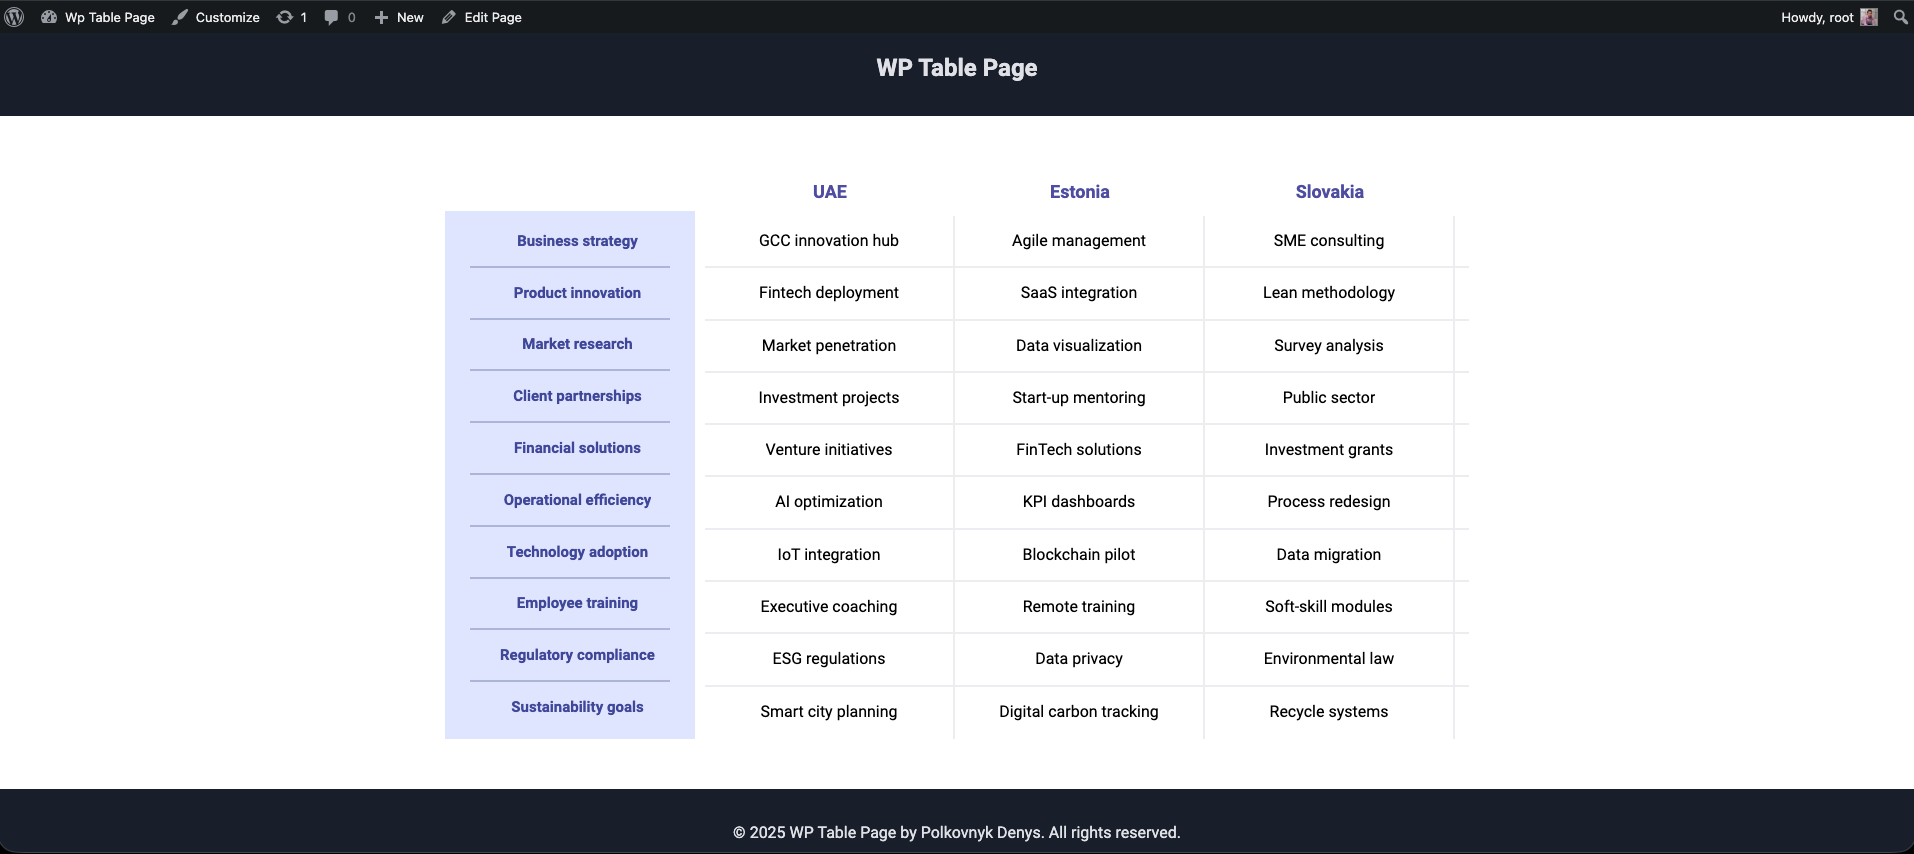 Wp Table Page Customize 1 0 New Edit Page Howdy, root
WP Table Page
UAE Estonia Slovakia
Business strategy GCC innovation hub Agile management SME consulting
Product innovation Fintech deployment SaaS integration Lean methodology
Market research Market penetration Data visualization Survey analysis
Client partnerships Investment projects Start-up mentoring Public sector
Financial solutions Venture initiatives FinTech solutions Investment grants
Operational efficiency AI optimization KPI dashboards Process redesign
Technology adoption IoT integration Blockchain pilot Data migration
Employee training Executive coaching Remote training Soft-skill modules
Regulatory compliance ESG regulations Data privacy Environmental law
Sustainability goals Smart city planning Digital carbon tracking Recycle systems
© 2025 WP Table Page by Polkovnyk Denys. All rights reserved.